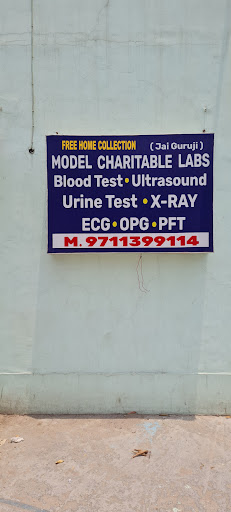 FREE HOME COLLECTION (Jai Guruji)
MODEL CHARITABLE LABS
Blood Test • Ultrasound
Urine Test • X-RAY
ECG • OPG • PFT
M. 9711399114